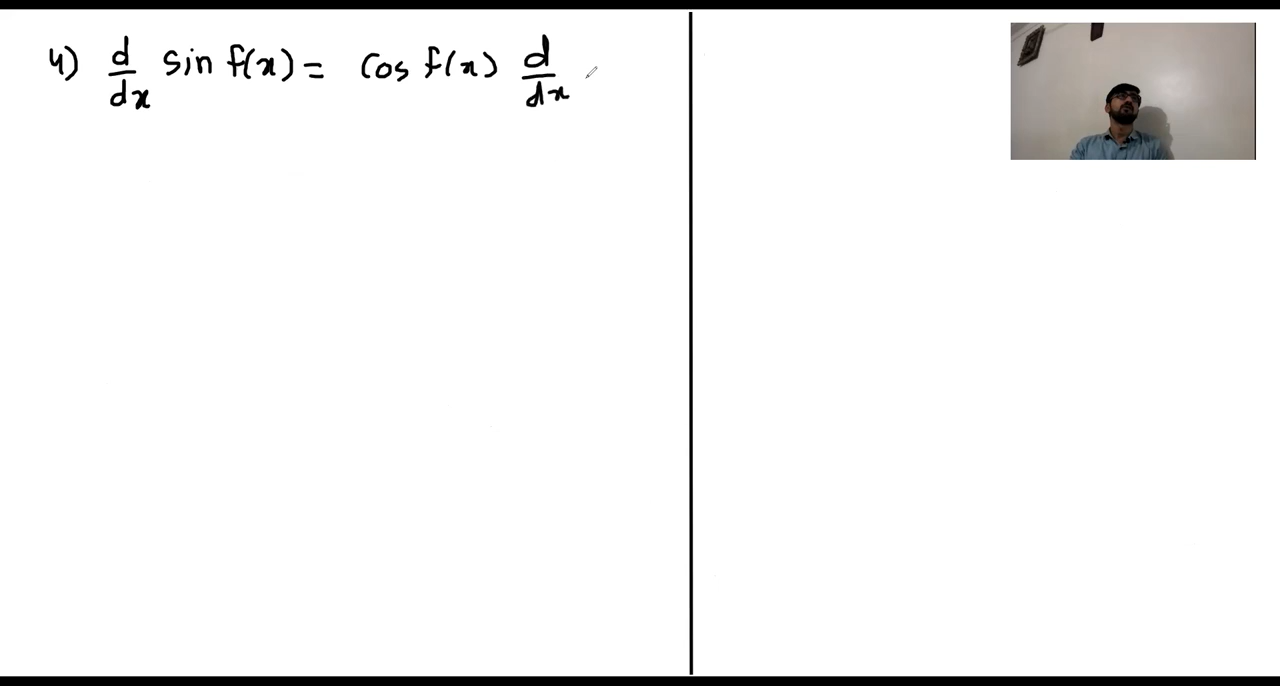 4) d/dx sin f(x) = cos f(x) d/dx